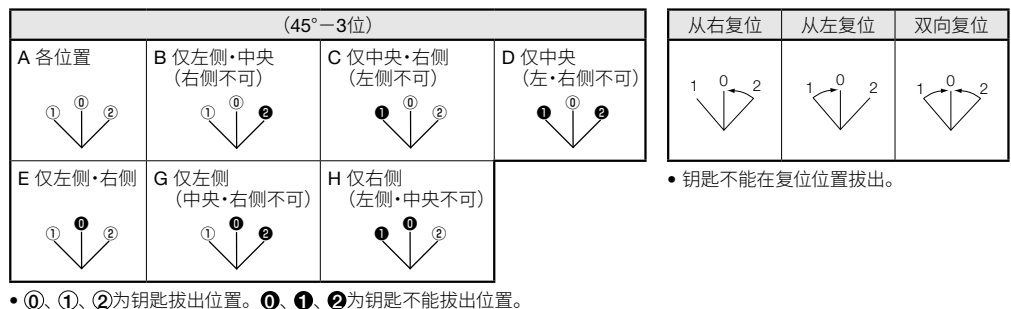 (45°－3位)
A 各位置
B 仅左侧•中央
(右侧不可)
C 仅中央•右侧
(左侧不可)
D 仅中央
(左•右侧不可)
① ⓪ ②
① ⓪ ❷
❶ ⓪ ②
❶ ⓪ ❷
E 仅左侧•右侧
G 仅左侧
(中央•右侧不可)
H 仅右侧
(左侧•中央不可)
① ⓿ ②
① ⓿ ❷
❶ ⓿ ②
• ⓪、①、②为钥匙拔出位置。⓿、❶、❷为钥匙不能拔出位置。
从右复位 从左复位 双向复位
1 0 2
1 0 2
1 0 2
• 钥匙不能在复位位置拔出。